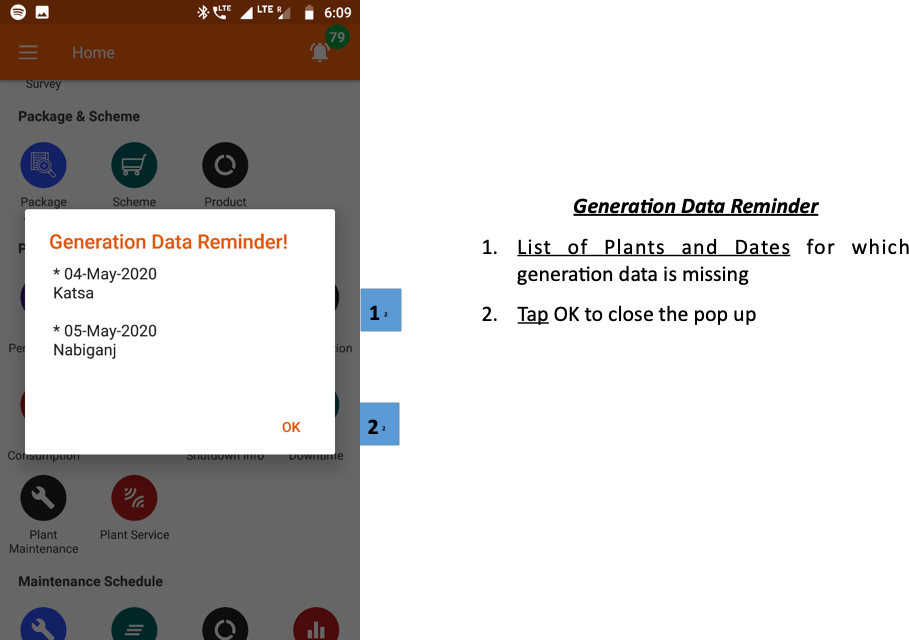 LTE LTE R 6:09
79
Home
Survey
Package & Scheme
Package Scheme Product
Generation Data Reminder!
* 04-May-2020
Katsa
* 05-May-2020
Nabiganj
OK
Consumption Shutdown Info Downtime
Plant Plant Service
Maintenance
Maintenance Schedule
1 2
2 2
Generation Data Reminder
1. List of Plants and Dates for which
generation data is missing
2. Tap OK to close the pop up